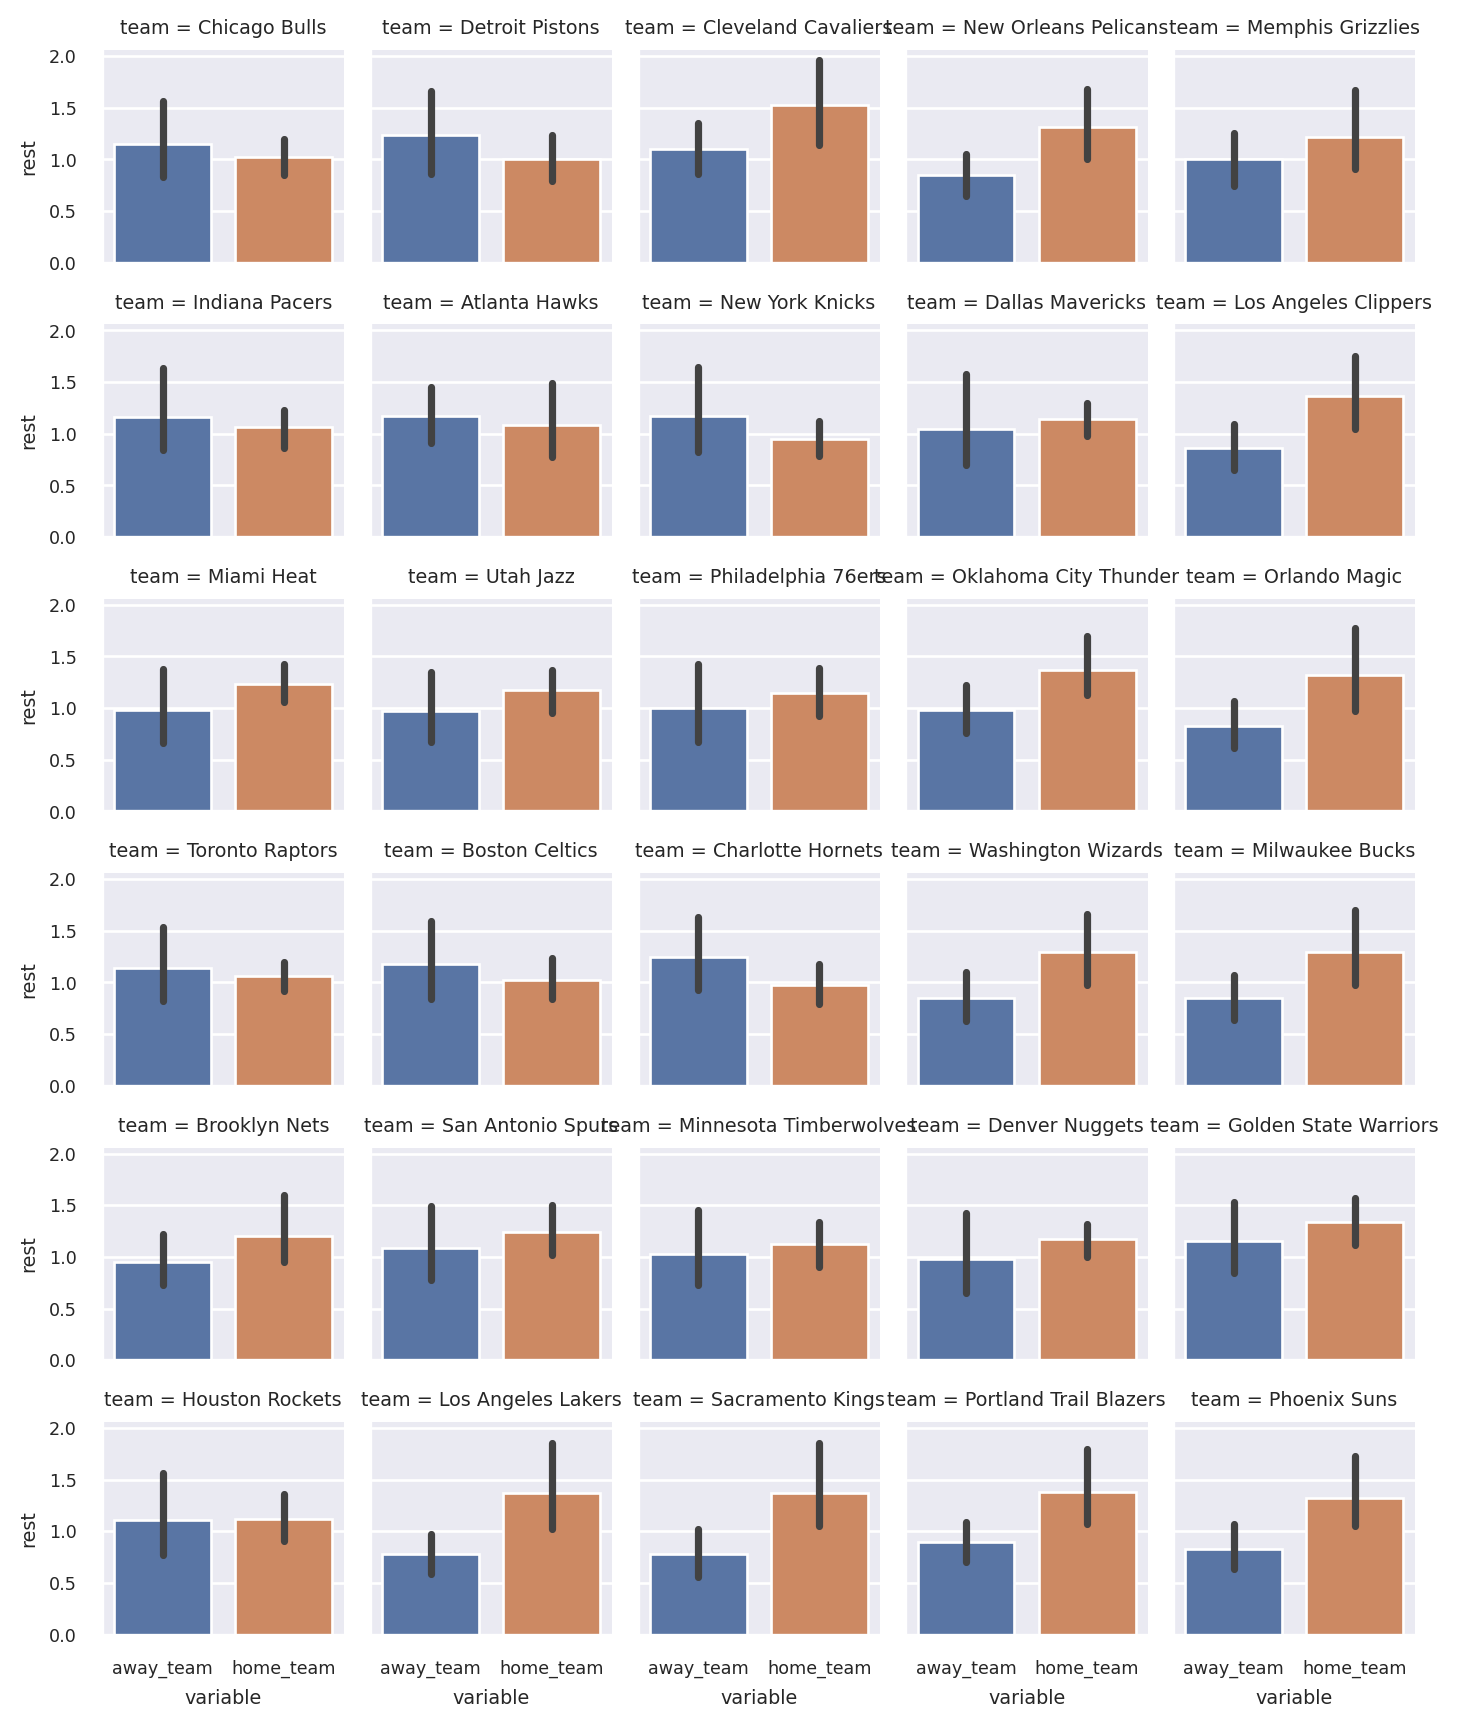 team = Chicago Bulls team = Detroit Pistons team = Cleveland Cavaliers team = New Orleans Pelicans team = Memphis Grizzlies
2.0
1.5
1.0
0.5
0.0
rest
team = Indiana Pacers team = Atlanta Hawks team = New York Knicks team = Dallas Mavericks team = Los Angeles Clippers
2.0
1.5
1.0
0.5
0.0
rest
team = Miami Heat team = Utah Jazz team = Philadelphia 76ers team = Oklahoma City Thunder team = Orlando Magic
2.0
1.5
1.0
0.5
0.0
rest
team = Toronto Raptors team = Boston Celtics team = Charlotte Hornets team = Washington Wizards team = Milwaukee Bucks
2.0
1.5
1.0
0.5
0.0
rest
team = Brooklyn Nets team = San Antonio Spurs team = Minnesota Timberwolves team = Denver Nuggets team = Golden State Warriors
2.0
1.5
1.0
0.5
0.0
rest
team = Houston Rockets team = Los Angeles Lakers team = Sacramento Kings team = Portland Trail Blazers team = Phoenix Suns
2.0
1.5
1.0
0.5
0.0
rest
away_team home_team away_team home_team away_team home_team away_team home_team away_team home_team
variable variable variable variable variable